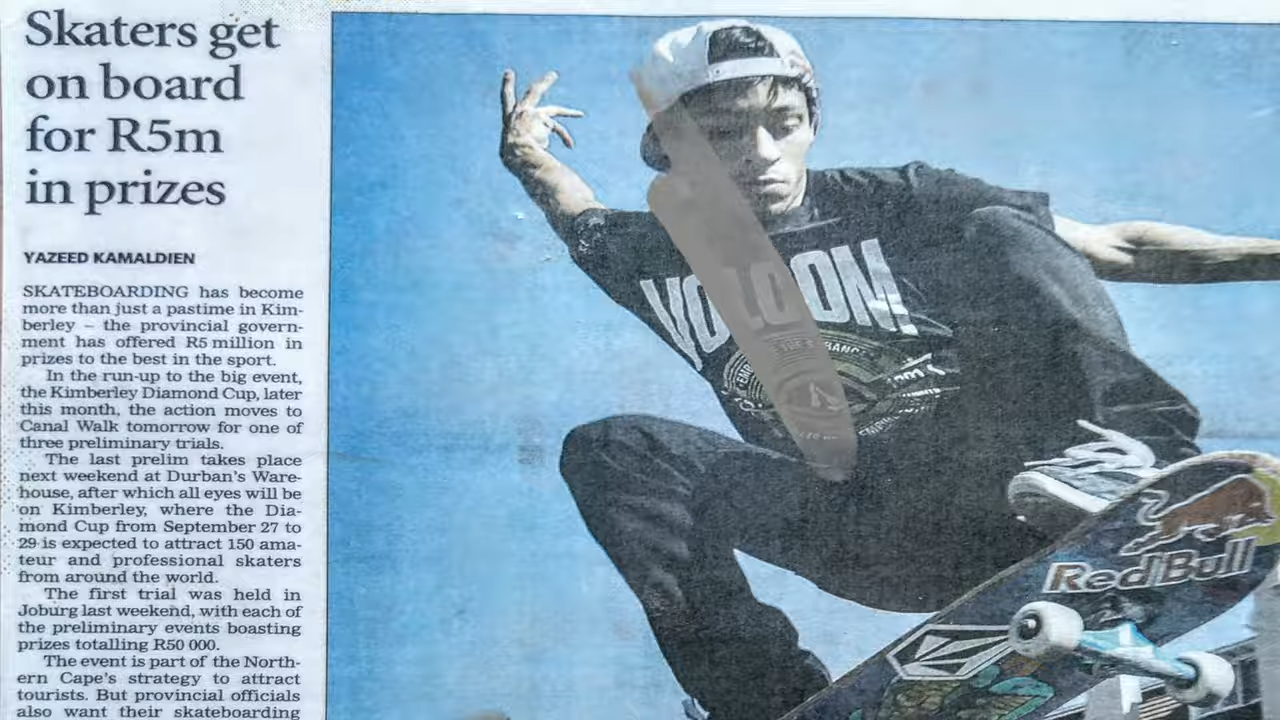 Skaters get
on board
for R5m
in prizes
YAZEED KAMALDIEN
SKATEBOARDING has become
more than just a pastime in Kim-
berley – the provincial govern-
ment has offered R5 million in
prizes to the best in the sport.
In the run-up to the big event,
the Kimberley Diamond Cup, later
this month, the action moves to
Canal Walk tomorrow for one of
three preliminary trials.
The last prelim takes place
next weekend at Durban's Ware-
house, after which all eyes will be
on Kimberley, where the Dia-
mond Cup from September 27 to
29 is expected to attract 150 ama-
teur and professional skaters
from around the world.
The first trial was held in
Joburg last weekend, with each of
the preliminary events boasting
prizes totalling R50 000.
The event is part of the North-
ern Cape's strategy to attract
tourists. But provincial officials
also want their skateboarding
VOLCOM!
Red Bull